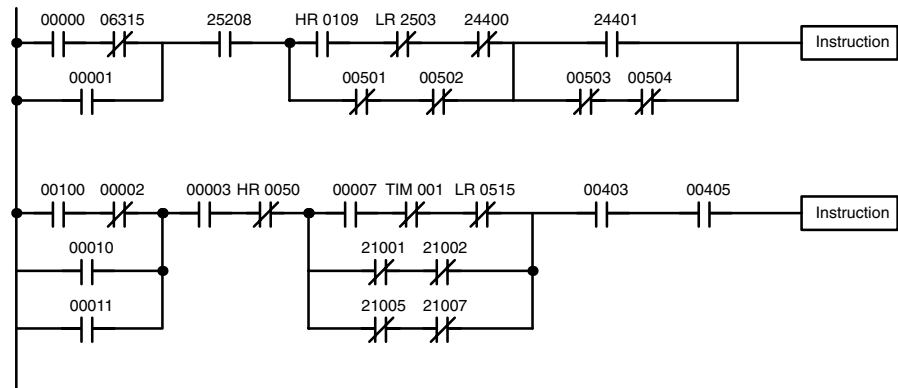 00000 06315 25208 HR 0109 LR 2503 24400 24401
Instruction
00001 00501 00502 00503 00504
00100 00002 00003 HR 0050 00007 TIM 001 LR 0515 00403 00405
Instruction
00010 21001 21002
00011 21005 21007